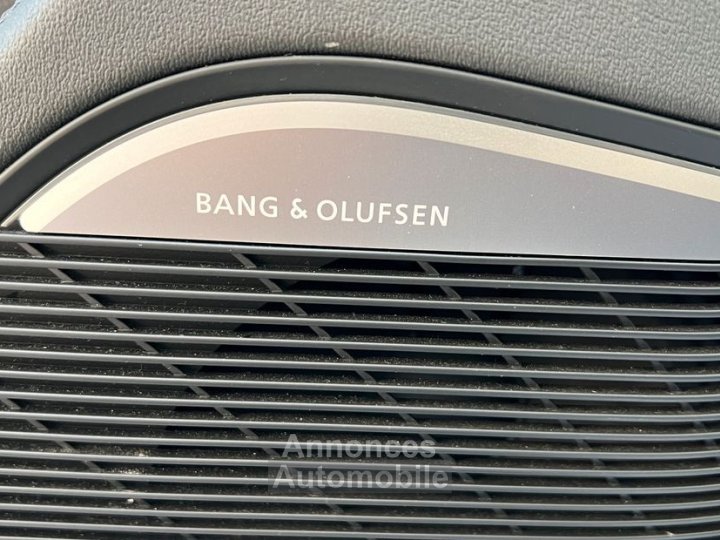 BANG & OLUFSEN
Annonces
Automobile